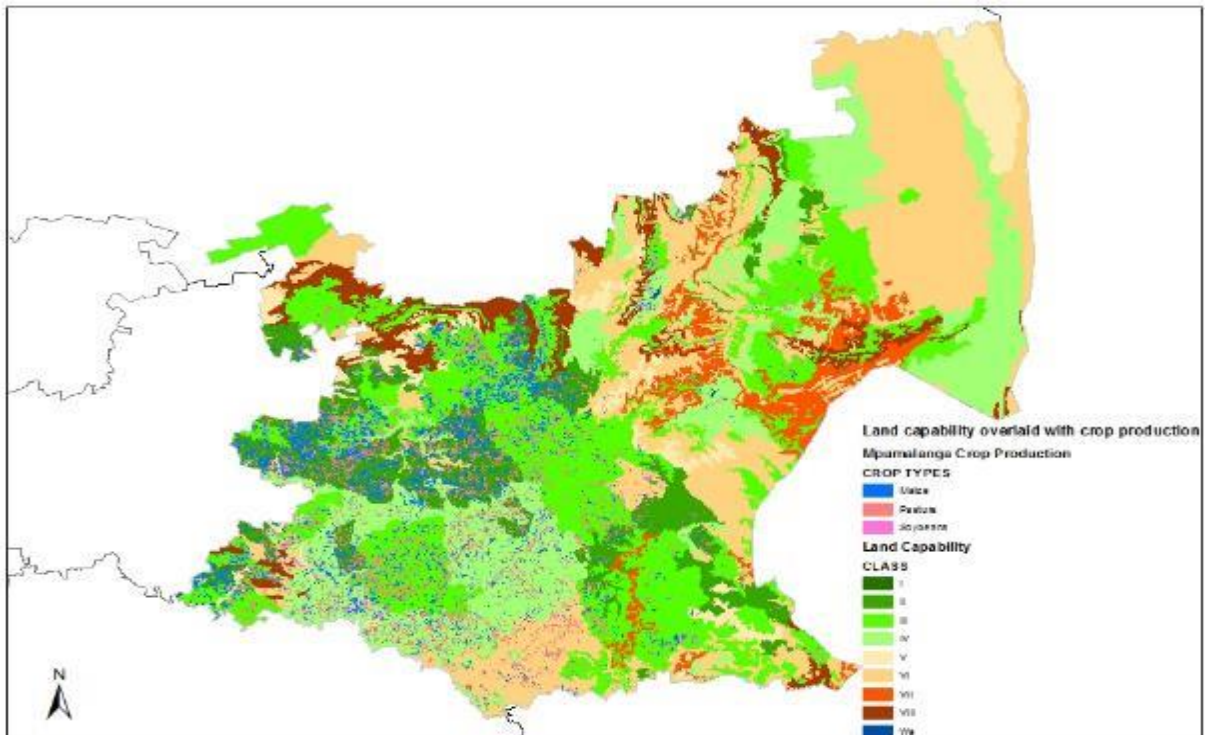 N
Land capability overlaid with crop production
Mpumalanga Crop Production
CROP TYPES
Maize
Pasture
Soybeans
Land Capability
CLASS
I
II
III
IV
V
VI
VII
VIII
Wa